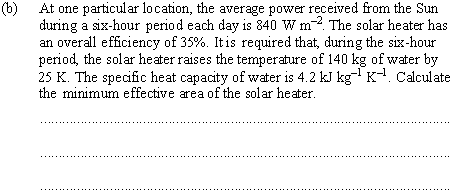 (b) At one particular location, the average power received from the Sun
during a six-hour period each day is 840 W m⁻². The solar heater has
an overall efficiency of 35%. It is required that, during the six-hour
period, the solar heater raises the temperature of 140 kg of water by
25 K. The specific heat capacity of water is 4.2 kJ kg⁻¹ K⁻¹. Calculate
the minimum effective area of the solar heater.